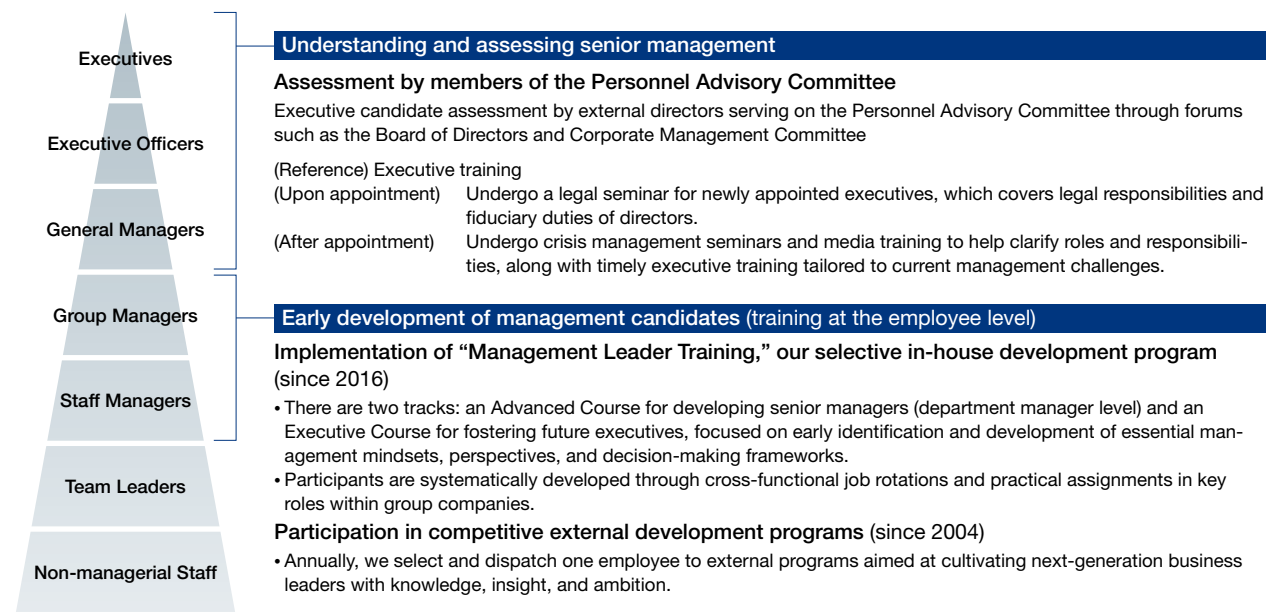 Executives
Executive Officers
General Managers
Group Managers
Staff Managers
Team Leaders
Non-managerial Staff
Understanding and assessing senior management
Assessment by members of the Personnel Advisory Committee
Executive candidate assessment by external directors serving on the Personnel Advisory Committee through forums
such as the Board of Directors and Corporate Management Committee
(Reference) Executive training
(Upon appointment) Undergo a legal seminar for newly appointed executives, which covers legal responsibilities and
fiduciary duties of directors.
(After appointment) Undergo crisis management seminars and media training to help clarify roles and responsibili-
ties, along with timely executive training tailored to current management challenges.
Early development of management candidates (training at the employee level)
Implementation of “Management Leader Training,” our selective in-house development program
(since 2016)
• There are two tracks: an Advanced Course for developing senior managers (department manager level) and an
Executive Course for fostering future executives, focused on early identification and development of essential man-
agement mindsets, perspectives, and decision-making frameworks.
• Participants are systematically developed through cross-functional job rotations and practical assignments in key
roles within group companies.
Participation in competitive external development programs (since 2004)
• Annually, we select and dispatch one employee to external programs aimed at cultivating next-generation business
leaders with knowledge, insight, and ambition.